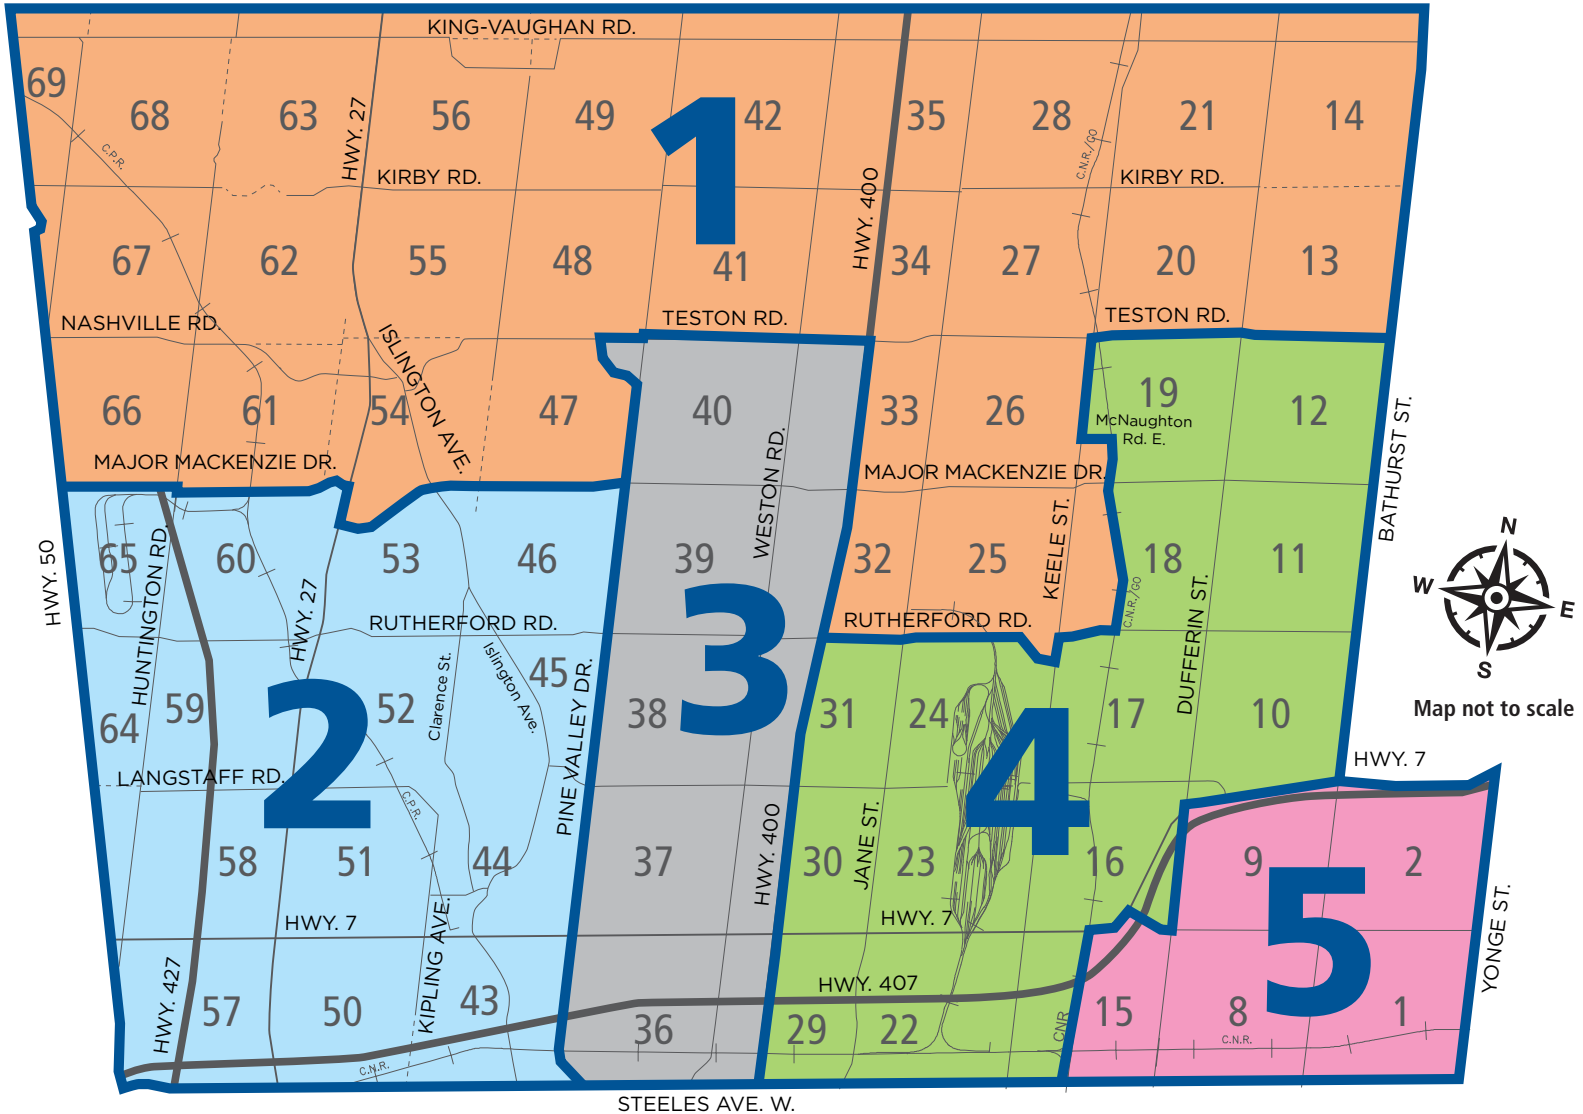 KING-VAUGHAN RD.
69
68
63
HWY. 27
56
49
1
42
35
28
C.N.R./GO
21
14
C.P.R.
KIRBY RD.
KIRBY RD.
HWY. 400
67
62
55
48
41
34
27
20
13
NASHVILLE RD.
ISLINGTON AVE.
TESTON RD.
TESTON RD.
66
61
54
47
40
33
26
19
McNaughton
Rd. E.
12
BATHURST ST.
MAJOR MACKENZIE DR.
WESTON RD.
MAJOR MACKENZIE DR.
HWY. 50
65
HUNTINGTON RD.
60
HWY. 27
53
46
39
32
25
KEELE ST.
18
C.N.R./GO
DUFFERIN ST.
11
N
W
E
S
Map not to scale
RUTHERFORD RD.
RUTHERFORD RD.
64
59
2
52
Clarence St.
Islington Ave.
45
PINE VALLEY DR.
38
3
31
24
4
17
10
LANGSTAFF RD.
C.P.R.
HWY. 7
58
51
44
37
HWY. 400
30
JANE ST.
23
16
9
5
2
HWY. 7
KIPLING AVE.
HWY. 7
YONGE ST.
HWY. 427
57
50
43
36
HWY. 407
29
22
CNR
15
8
1
C.N.R.
C.N.R.
STEELES AVE. W.